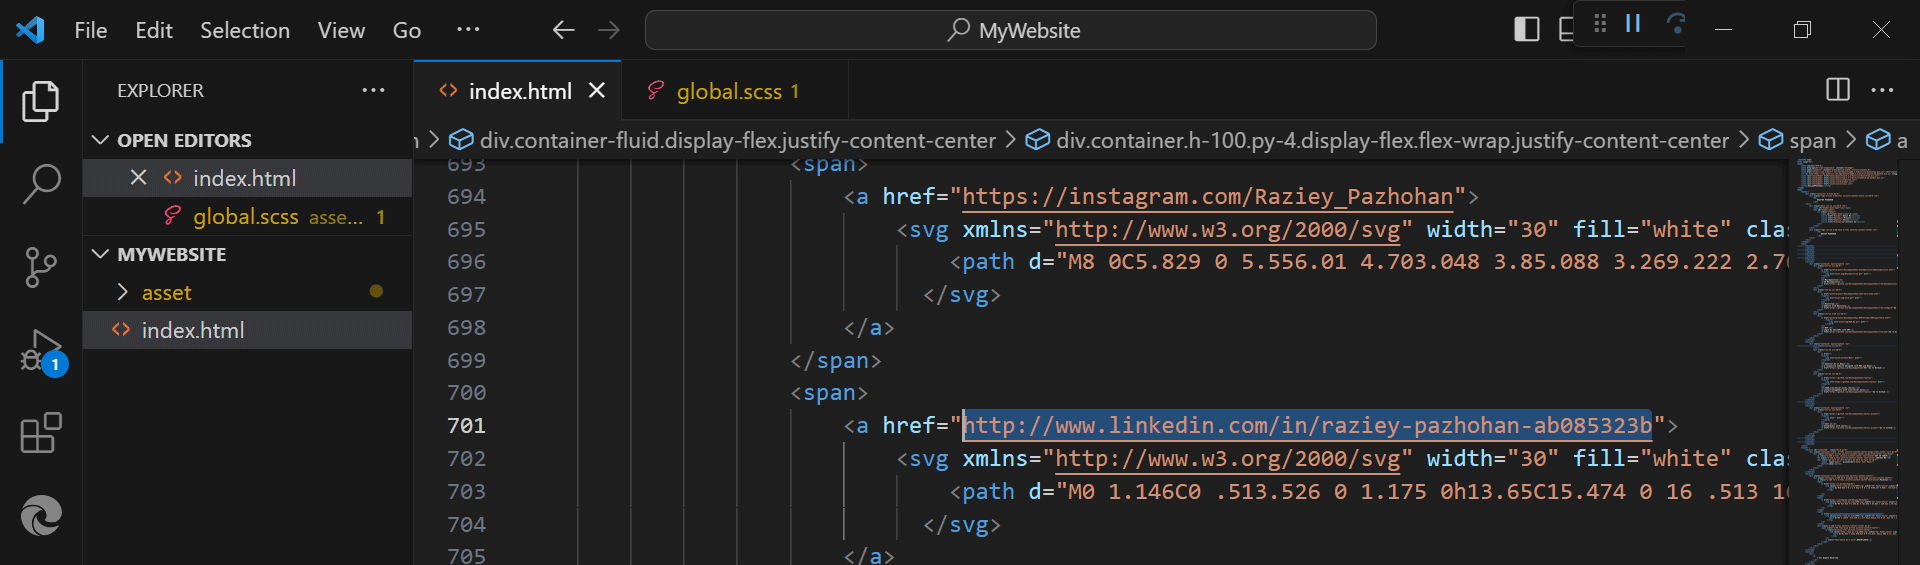 File Edit Selection View Go ··· MyWebsite
EXPLORER ···
OPEN EDITORS
index.html
global.scss asse... 1
MYWEBSITE
asset
index.html
1
index.html global.scss 1
div.container-fluid.display-flex.justify-content-center > div.container.h-100.py-4.display-flex.flex-wrap.justify-content-center > span > a
693 <span>
694 <a href="https://instagram.com/Raziey_Pazhohan">
695 <svg xmlns="http://www.w3.org/2000/svg" width="30" fill="white" clas
696 <path d="M8 0C5.829 0 5.556.01 4.703.048 3.85.088 3.269.222 2.76
697 </svg>
698 </a>
699 </span>
700 <span>
701 <a href="http://www.linkedin.com/in/raziey-pazhohan-ab085323b">
702 <svg xmlns="http://www.w3.org/2000/svg" width="30" fill="white" clas
703 <path d="M0 1.146C0 .513.526 0 1.175 0h13.65C15.474 0 16 .513 16
704 </svg>
705 </a>